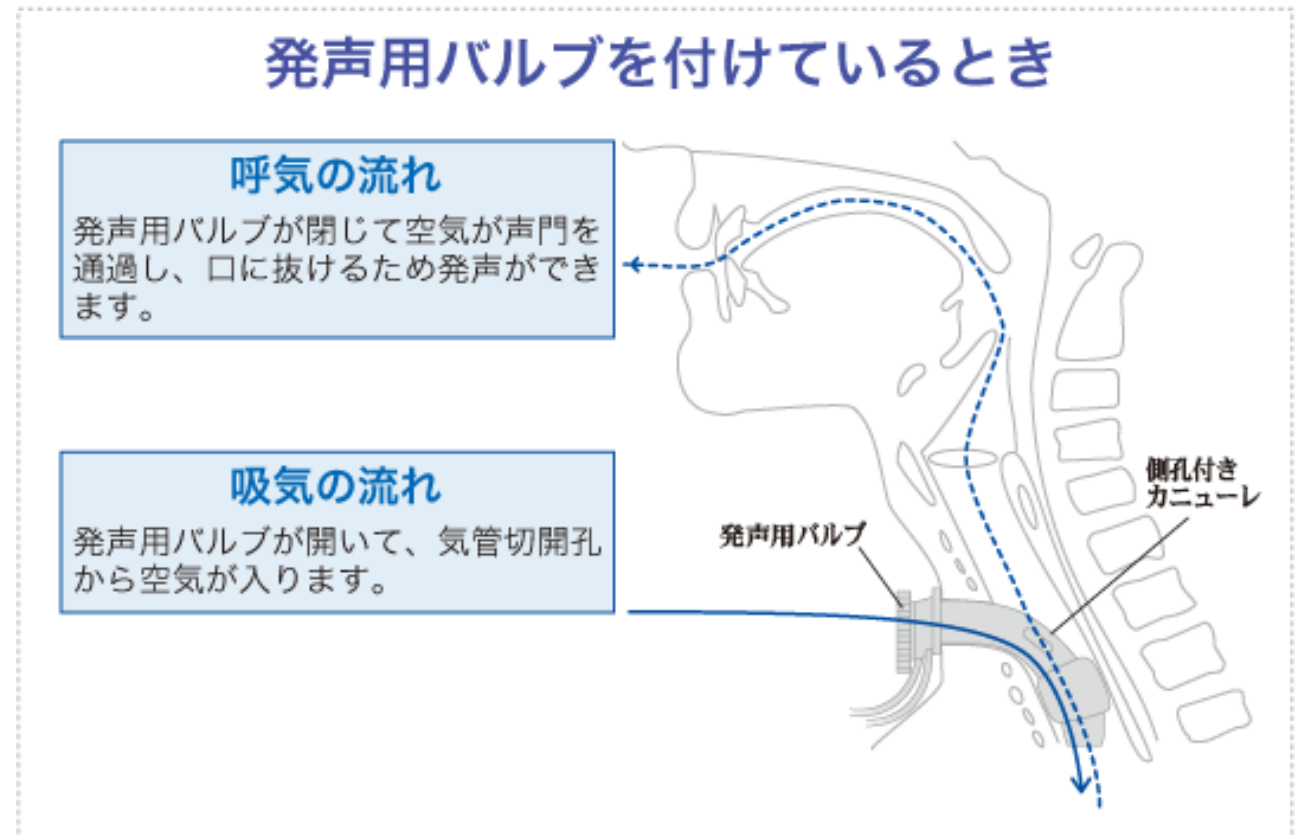 発声用バルブを付けているとき
呼気の流れ
発声用バルブが閉じて空気が声門を
通過し、口に抜けるため発声ができ
ます。
吸気の流れ
発声用バルブが開いて、気管切開孔
から空気が入ります。
側孔付き
カニューレ
発声用バルブ